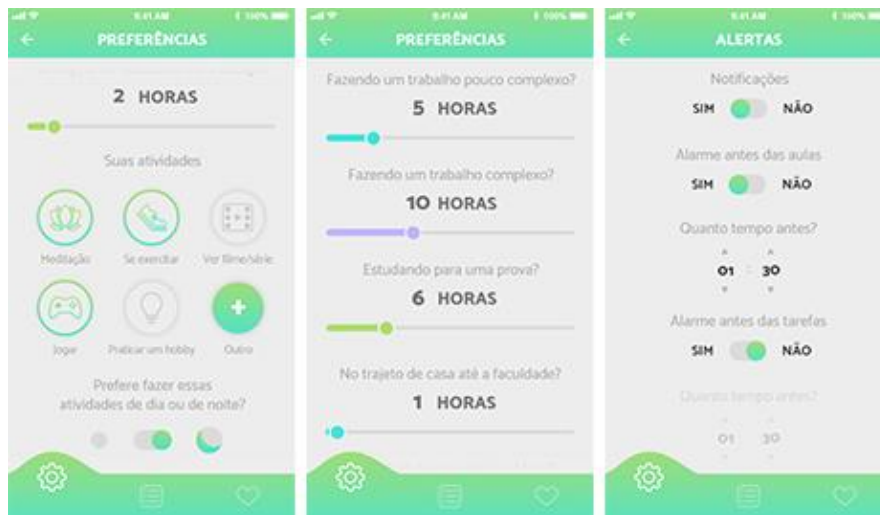 9:41 AM
100%
PREFERÊNCIAS
2 HORAS
Suas atividades
Meditação
Se exercitar
Ver filme/série
Jogar
Praticar um hobby
Outro
Prefere fazer essas
atividades de dia ou de noite?
9:41 AM
100%
PREFERÊNCIAS
Fazendo um trabalho pouco complexo?
5 HORAS
Fazendo um trabalho complexo?
10 HORAS
Estudando para uma prova?
6 HORAS
No trajeto de casa até a faculdade?
1 HORAS
9:41 AM
100%
ALERTAS
Notificações
SIM NÃO
Alarme antes das aulas
SIM NÃO
Quanto tempo antes?
01 : 30
Alarme antes das tarefas
SIM NÃO
Quanto tempo antes?
01 30